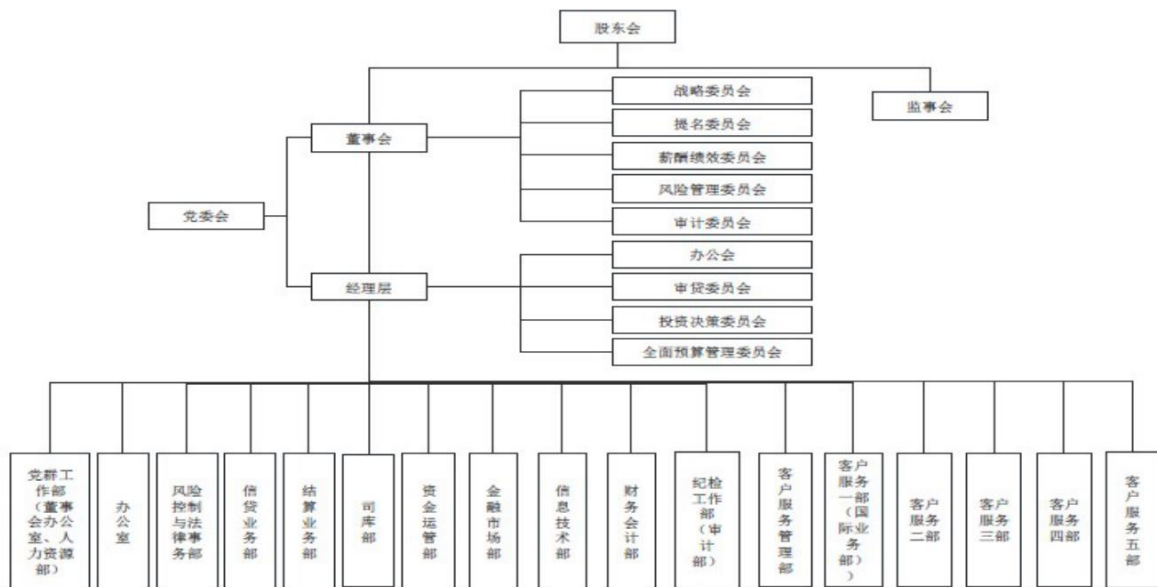 股东会
战略委员会
监事会
提名委员会
董事会
薪酬绩效委员会
风险管理委员会
党委会
审计委员会
办公会
经理层
审贷委员会
投资决策委员会
全面预算管理委员会
党群工
作部
(董事
会办公
室、人
力资源
部)
办公室
风险
控制
与法
律事
务部
信贷业务部
结算业务部
司库部
资金运管部
金融市场部
信息技术部
财务会计部
纪检
工作
部
(审
计
部)
客户服务管理部
客户
服务
一部
(国
际业
务
部))
客户
服务
二部
客户
服务
三部
客户
服务
四部
客户服务五部